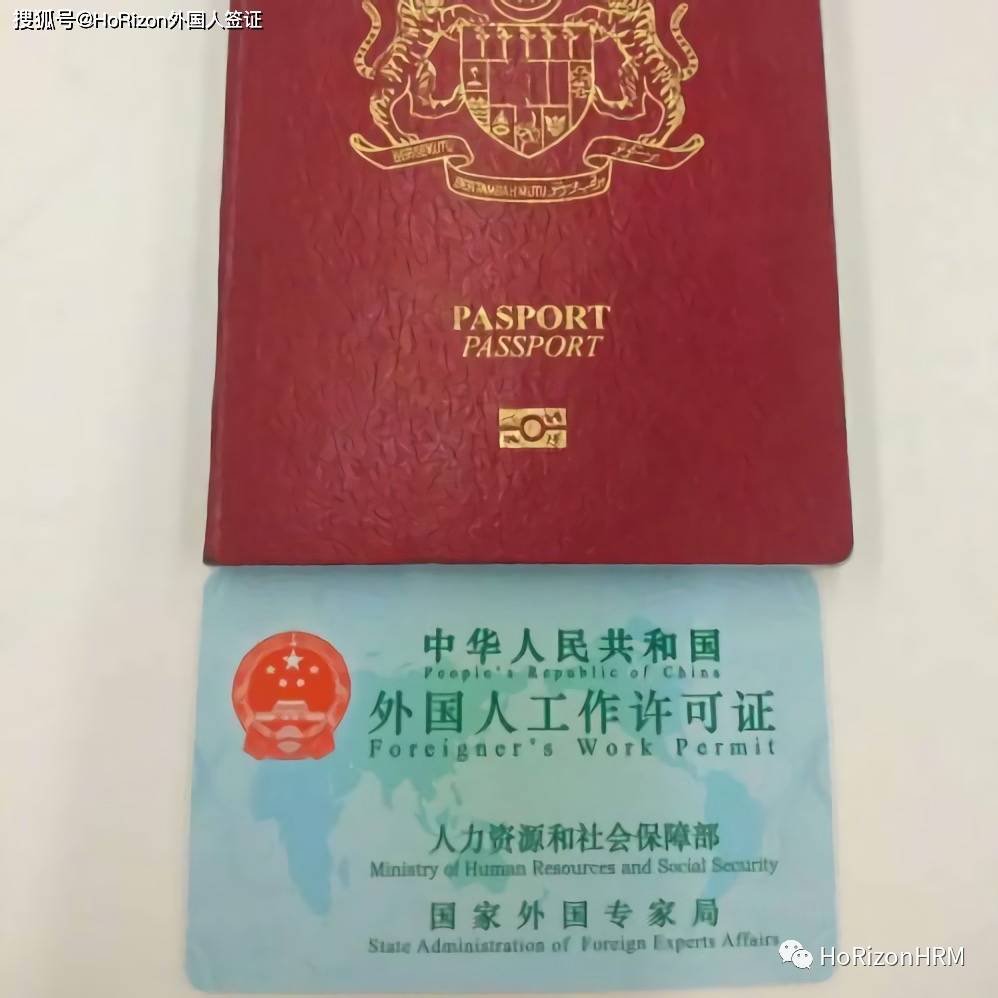 搜狐号@HoRizon外国人签证
BERSEKUTU
BERTAMBAH MUTU
PASPORT
PASSPORT
中华人民共和国
People's Republic of China
外国人工作许可证
Foreigner's Work Permit
人力资源和社会保障部
Ministry of Human Resources and Social Security
国家外国专家局
State Administration of Foreign Experts Affairs
HoRizonHRM